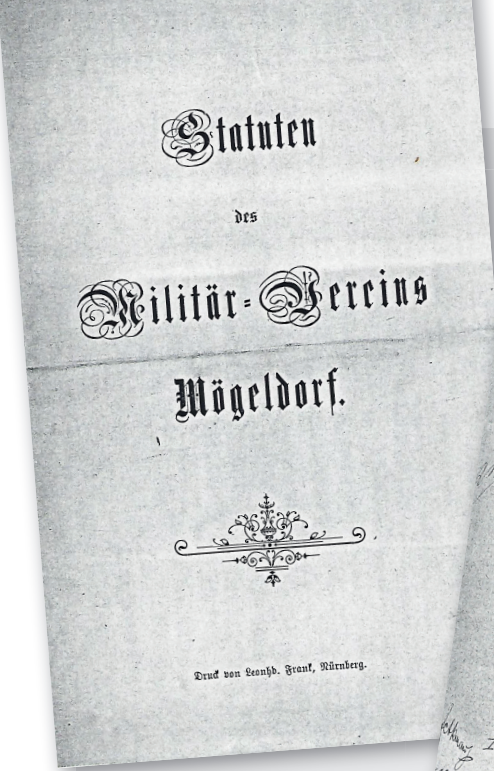 Statuten
des
Militär-Vereins
Mögeldorf.
Druck von Leonhd. Frank, Nürnberg.